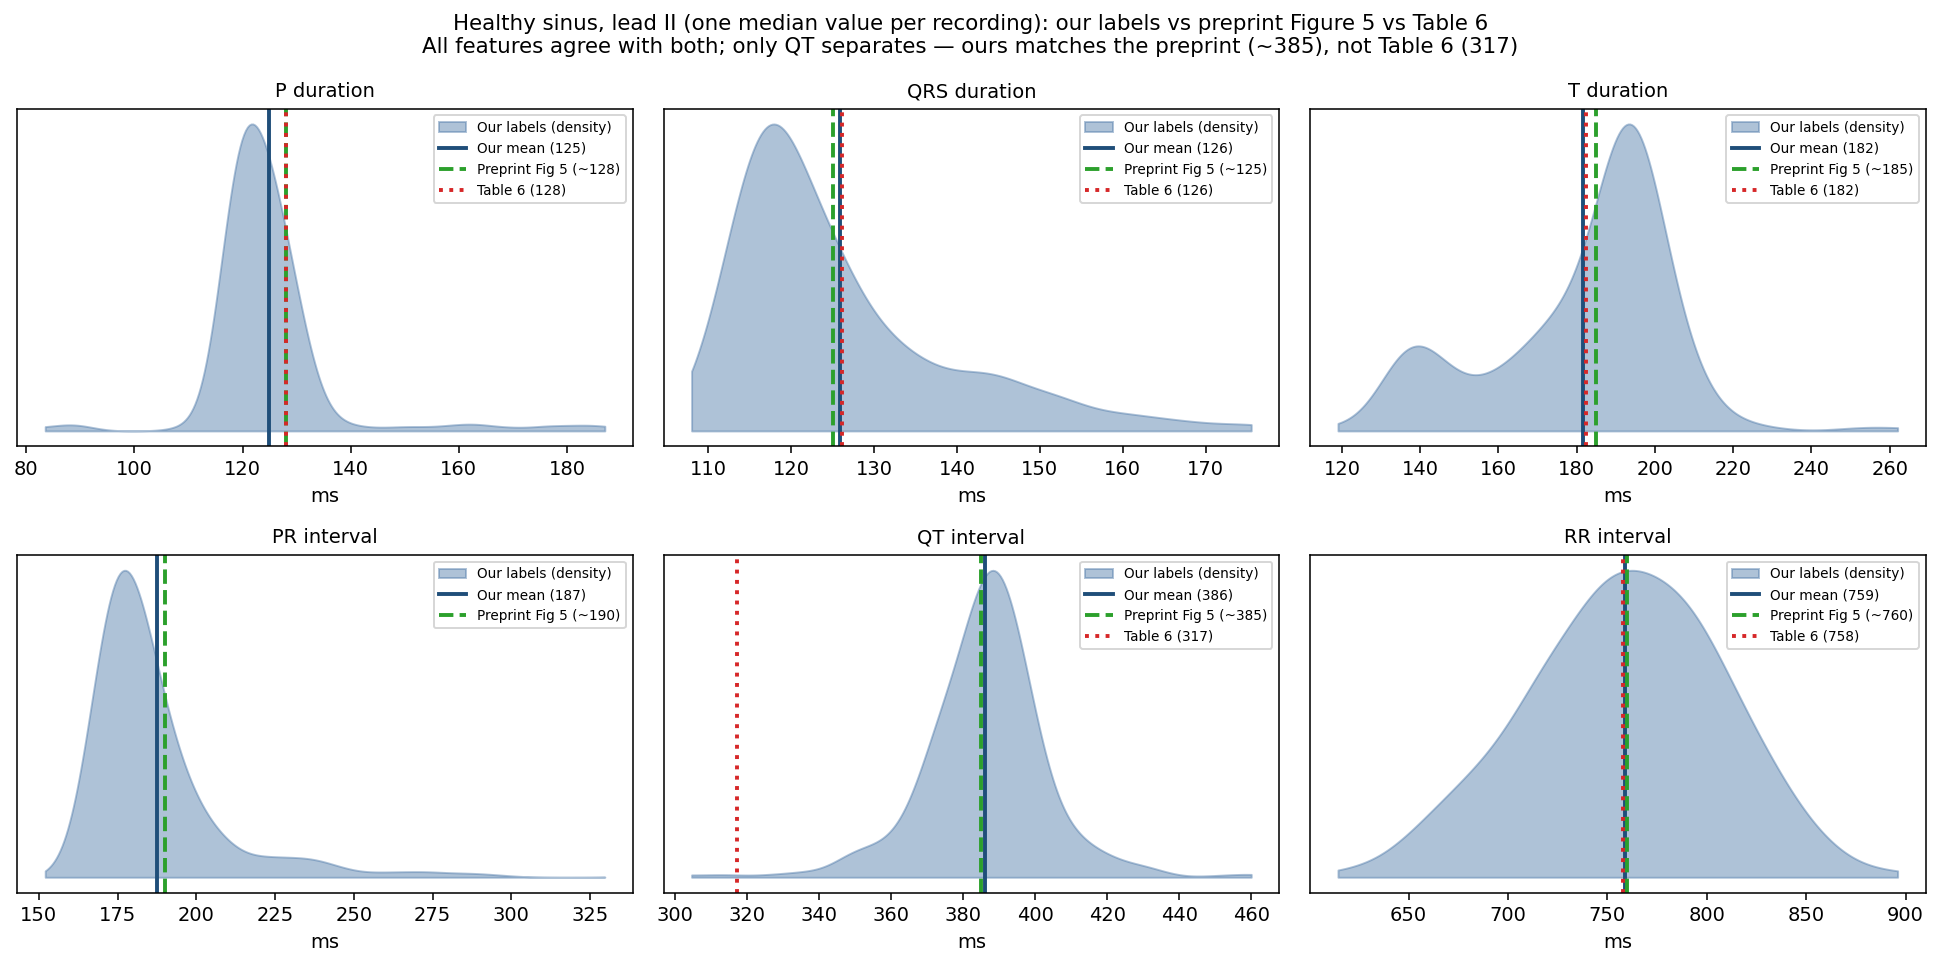 Healthy sinus, lead II (one median value per recording): our labels vs preprint Figure 5 vs Table 6
All features agree with both; only QT separates — ours matches the preprint (~385), not Table 6 (317)
P duration
Our labels (density)
Our mean (125)
Preprint Fig 5 (~128)
Table 6 (128)
80 100 120 140 160 180
ms
QRS duration
Our labels (density)
Our mean (126)
Preprint Fig 5 (~125)
Table 6 (126)
110 120 130 140 150 160 170
ms
T duration
Our labels (density)
Our mean (182)
Preprint Fig 5 (~185)
Table 6 (182)
120 140 160 180 200 220 240 260
ms
PR interval
Our labels (density)
Our mean (187)
Preprint Fig 5 (~190)
150 175 200 225 250 275 300 325
ms
QT interval
Our labels (density)
Our mean (386)
Preprint Fig 5 (~385)
Table 6 (317)
300 320 340 360 380 400 420 440 460
ms
RR interval
Our labels (density)
Our mean (759)
Preprint Fig 5 (~760)
Table 6 (758)
650 700 750 800 850 900
ms